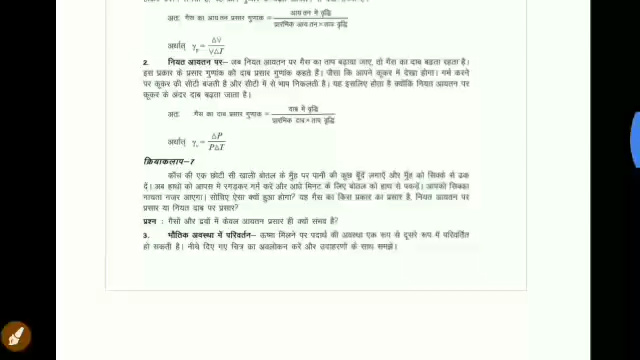 अतः गैस का आयतन प्रसार गुणांक = आयतन में वृद्धि / प्रारंभिक आयतन × ताप वृद्धि
अर्थात् γp = ΔV / VΔT
2. नियत आयतन पर – जब नियत आयतन पर गैस का ताप बढ़ाया जाए, तो गैस का दाब बढ़ता रहता है।
इस प्रकार के प्रसार गुणांक को दाब प्रसार गुणांक कहते हैं। जैसा कि आपने कूकर में देखा होगा। गर्म करने
पर कूकर की सीटी बजती है और सीटी में से भाप निकलती है। यह इसलिए होता है क्योंकि नियत आयतन पर
कूकर के अंदर दाब बढ़ता जाता है।
अतः गैस का दाब प्रसार गुणांक = दाब में वृद्धि / प्रारंभिक दाब × ताप वृद्धि
अर्थात् γv = ΔP / PΔT
क्रियाकलाप–7
काँच की एक छोटी सी खाली बोतल के मुँह पर पानी की कुछ बूँदें लगाएँ और मुँह को सिक्के से ढक
दें। अब हाथों को आपस में रगड़कर गर्म करें और आधे मिनट के लिए बोतल को हाथ से पकड़ें। आपको सिक्का
नाचता नजर आएगा। सोचिए ऐसा क्यों हुआ होगा? यह गैस का किस प्रकार का प्रसार है, नियत आयतन पर
प्रसार या नियत दाब पर प्रसार?
प्रश्न : गैसों और द्रवों में केवल आयतन प्रसार ही क्यों संभव है?
3. भौतिक अवस्था में परिवर्तन– ऊष्मा मिलने पर पदार्थ की अवस्था एक रूप से दूसरे रूप में परिवर्तित
हो सकती है। नीचे दिए गए चित्र का अवलोकन करें और उदाहरणों के साथ समझें।